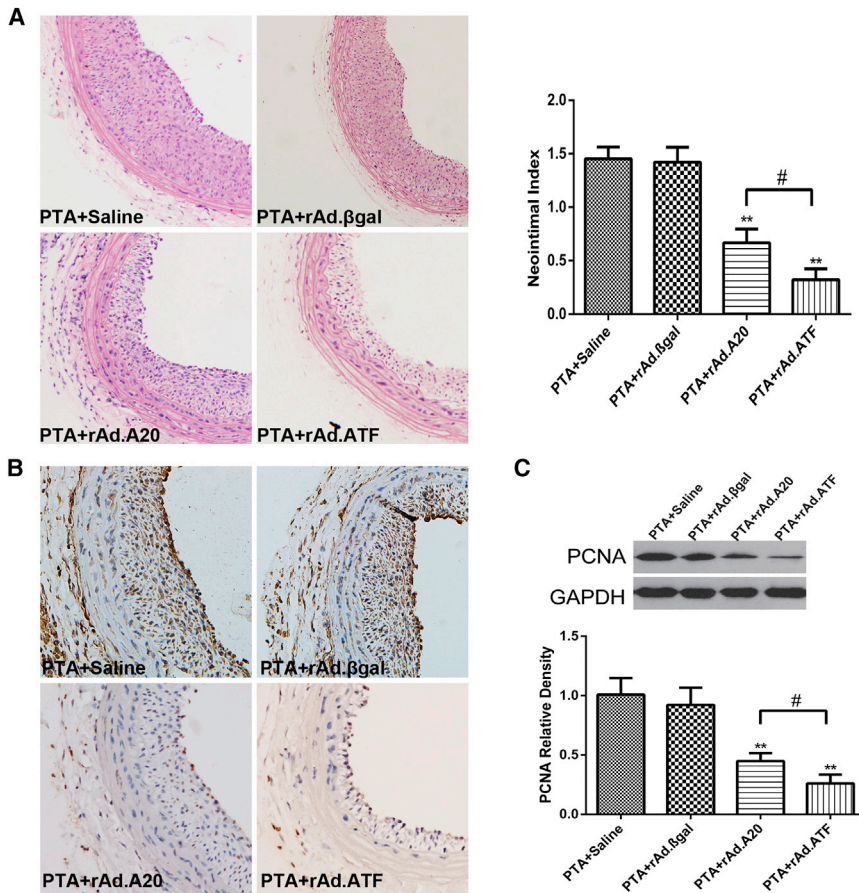 A
PTA+Saline
PTA+rAd.βgal
PTA+rAd.A20
PTA+rAd.ATF
Neointimal Index
2.0
1.5
1.0
0.5
0.0
#
**
**
PTA+Saline
PTA+rAd.βgal
PTA+rAd.A20
PTA+rAd.ATF
B
PTA+Saline
PTA+rAd.βgal
PTA+rAd.A20
PTA+rAd.ATF
C
PTA+Saline
PTA+rAd.βgal
PTA+rAd.A20
PTA+rAd.ATF
PCNA
GAPDH
PCNA Relative Density
1.5
1.0
0.5
0.0
#
**
**
PTA+Saline
PTA+rAd.βgal
PTA+rAd.A20
PTA+rAd.ATF